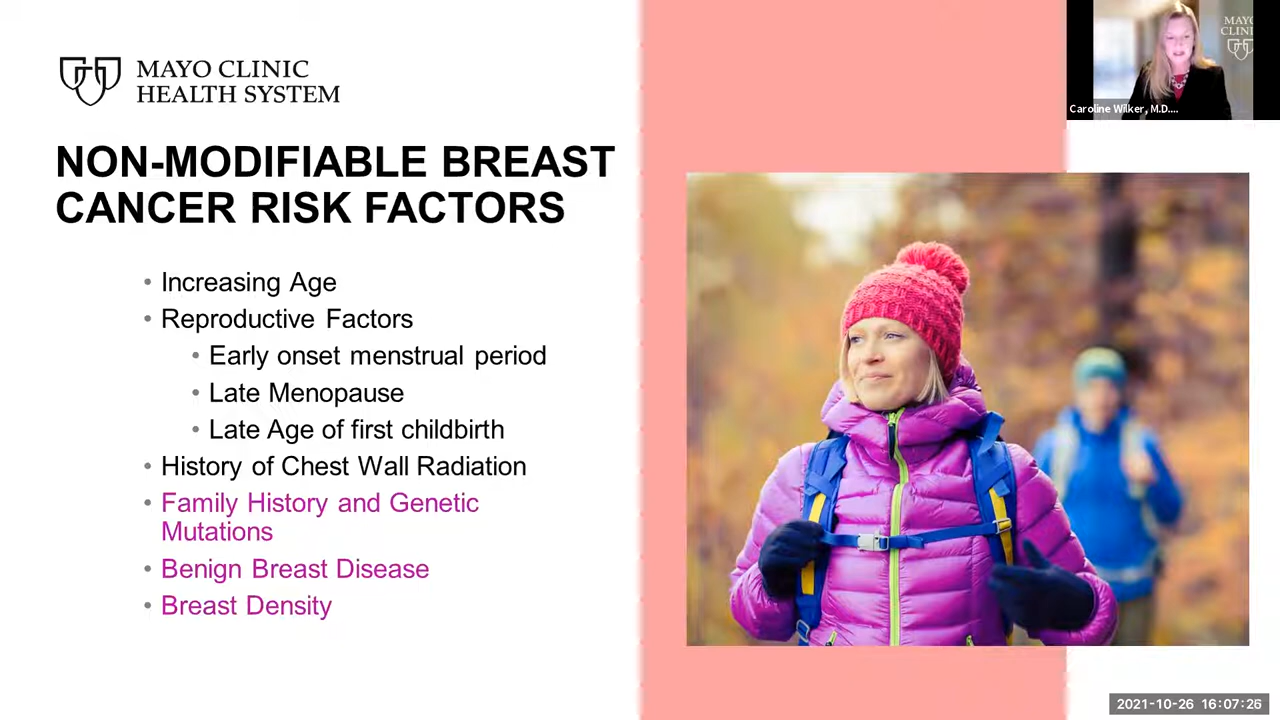 MAYO CLINIC
HEALTH SYSTEM
NON-MODIFIABLE BREAST
CANCER RISK FACTORS
• Increasing Age
• Reproductive Factors
• Early onset menstrual period
• Late Menopause
• Late Age of first childbirth
• History of Chest Wall Radiation
• Family History and Genetic
Mutations
• Benign Breast Disease
• Breast Density
MAYO
CLINI
Caroline Wilker, M.D....
2021-10-26 16:07:26